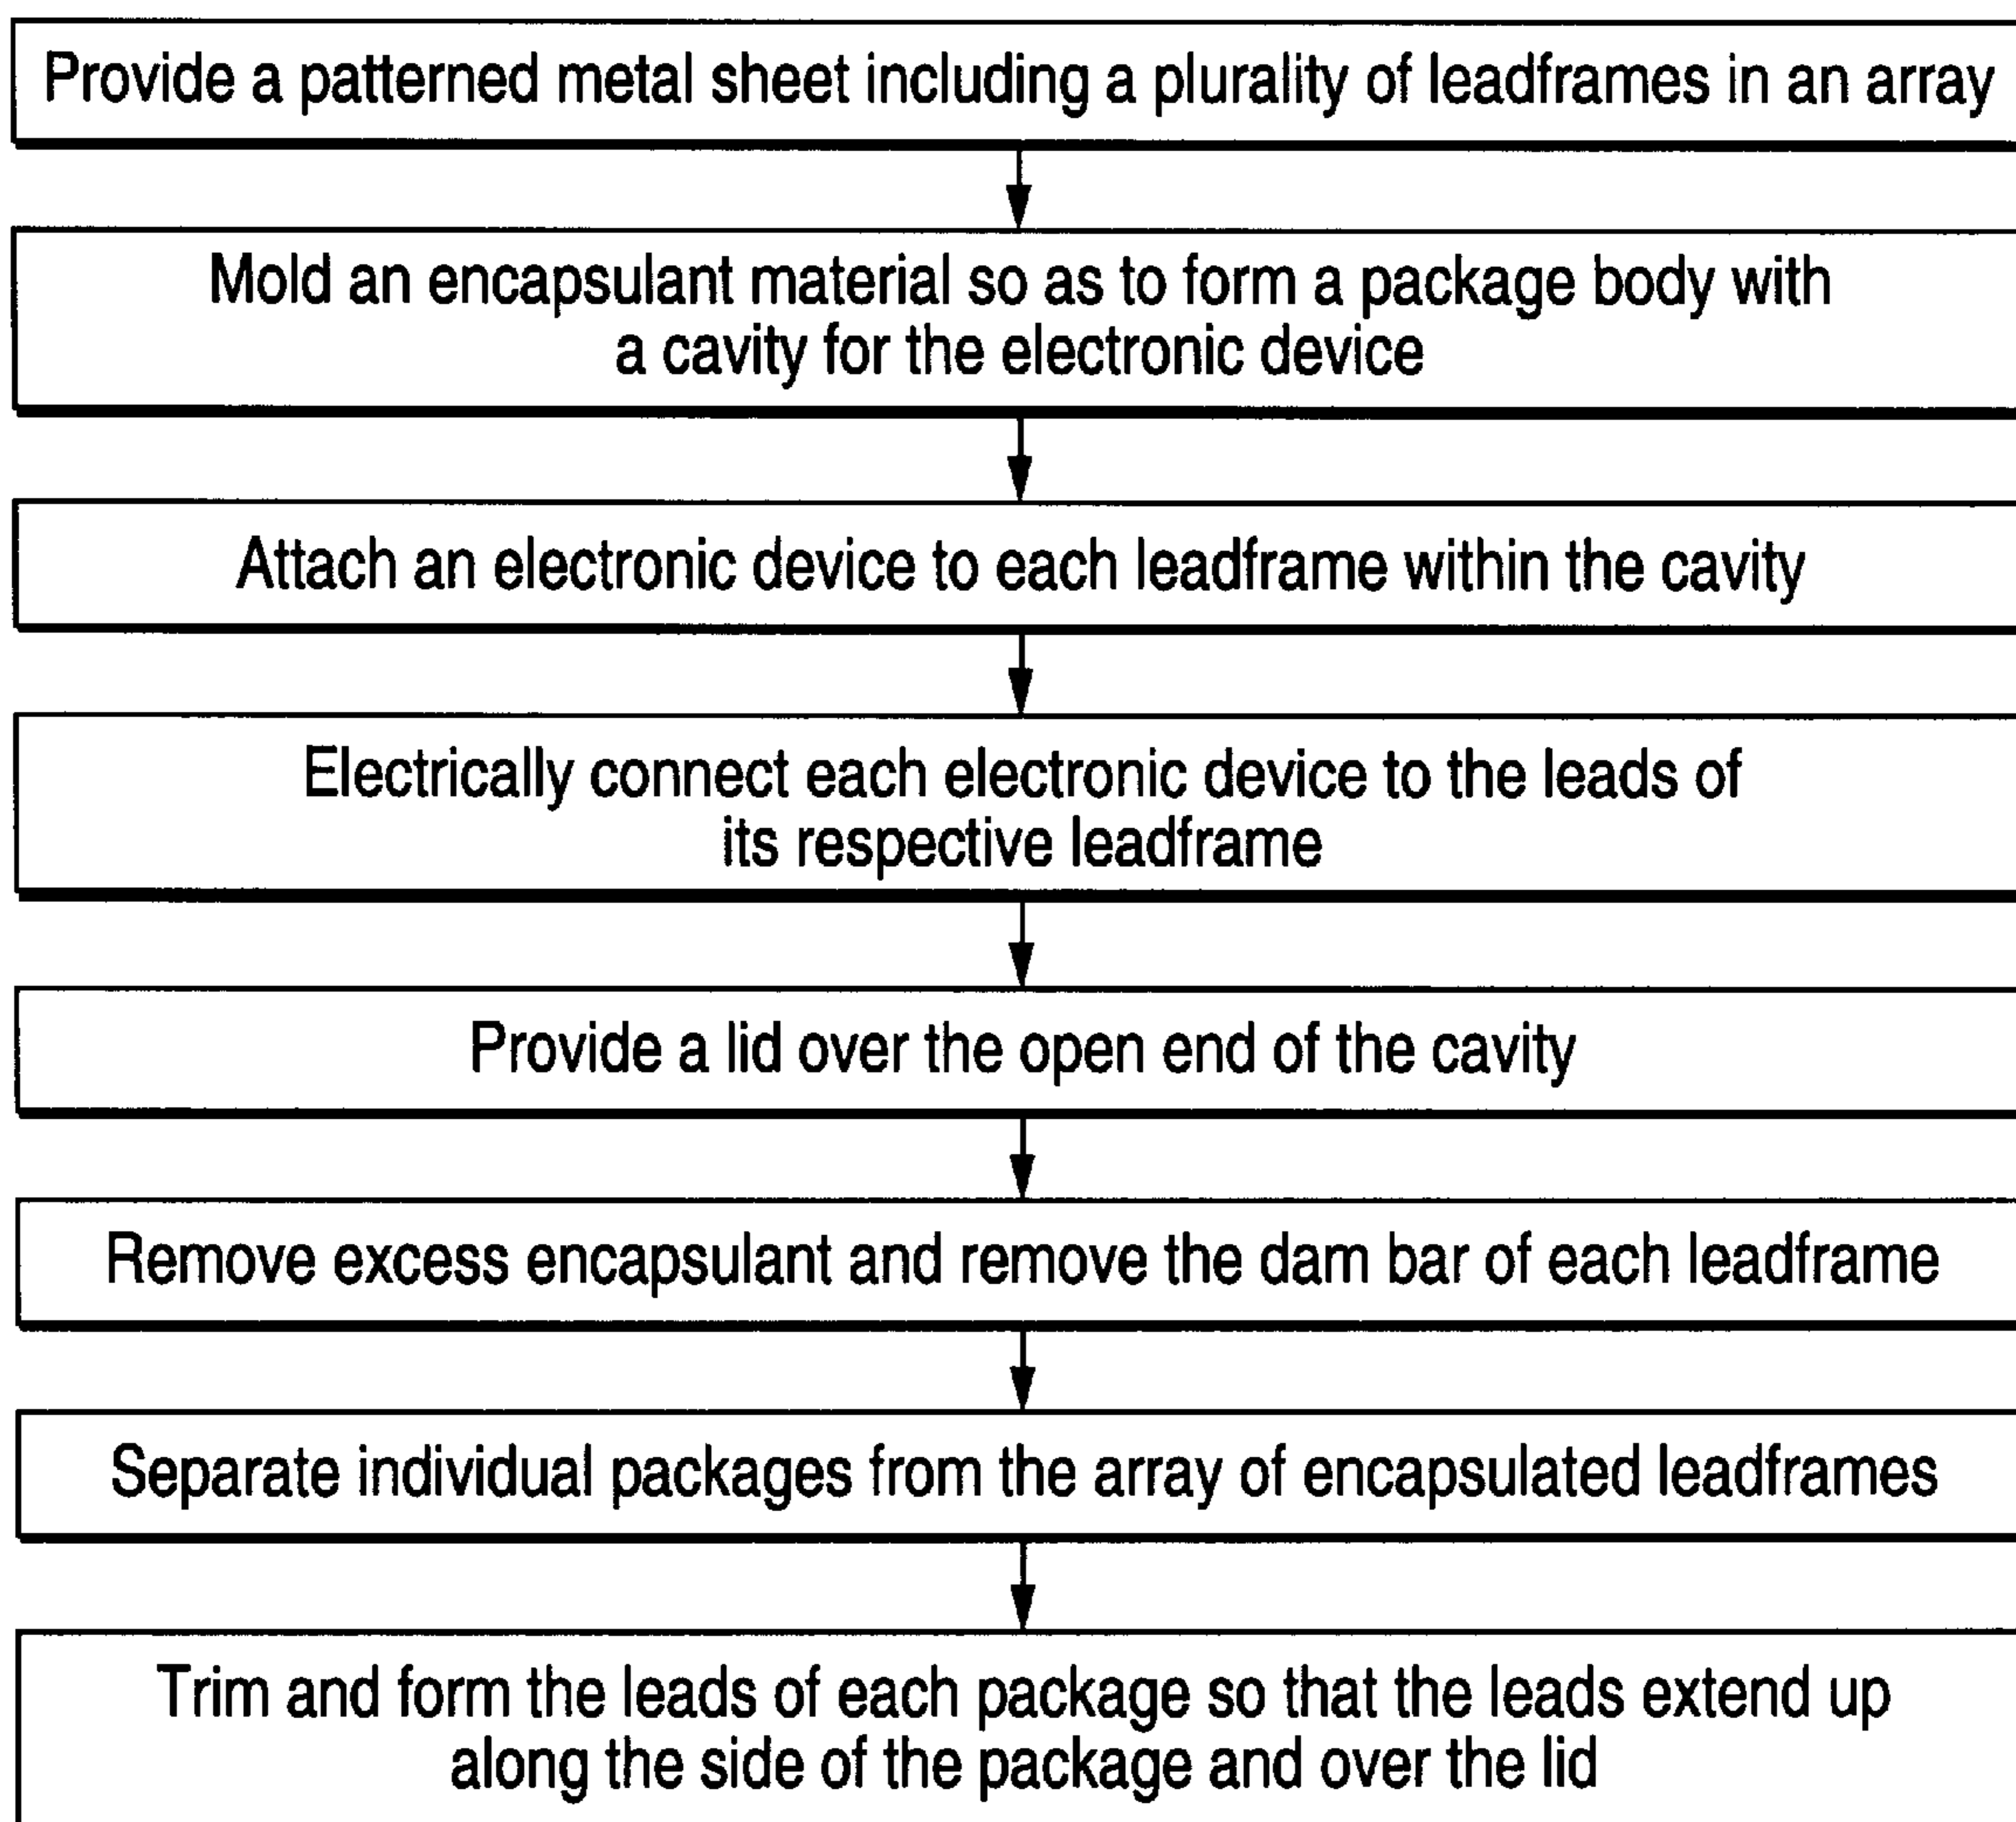 Provide a patterned metal sheet including a plurality of leadframes in an array
Mold an encapsulant material so as to form a package body with
a cavity for the electronic device
Attach an electronic device to each leadframe within the cavity
Electrically connect each electronic device to the leads of
its respective leadframe
Provide a lid over the open end of the cavity
Remove excess encapsulant and remove the dam bar of each leadframe
Separate individual packages from the array of encapsulated leadframes
Trim and form the leads of each package so that the leads extend up
along the side of the package and over the lid